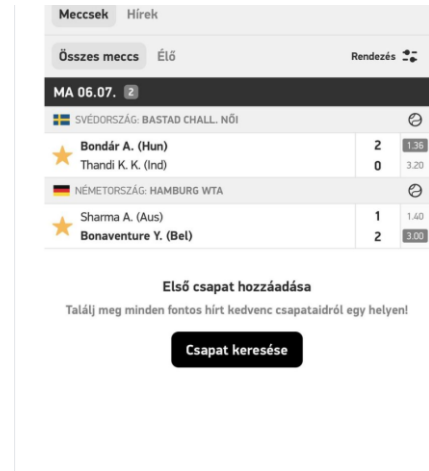 Meccsek Hírek
Összes meccs Élő Rendezés
MA 06.07. 2
SVÉDORSZÁG: BASTAD CHALL. NŐI
Bondár A. (Hun) 2 1.36
Thandi K. K. (Ind) 0 3.20
NÉMETORSZÁG: HAMBURG WTA
Sharma A. (Aus) 1 1.40
Bonaventure Y. (Bel) 2 3.00
Első csapat hozzáadása
Találj meg minden fontos hírt kedvenc csapataidról egy helyen!
Csapat keresése